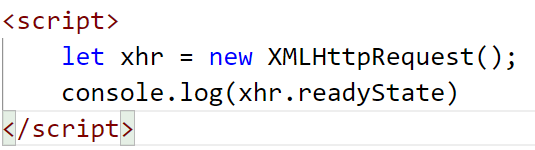 <script>
    let xhr = new XMLHttpRequest();
    console.log(xhr.readyState)
</script>